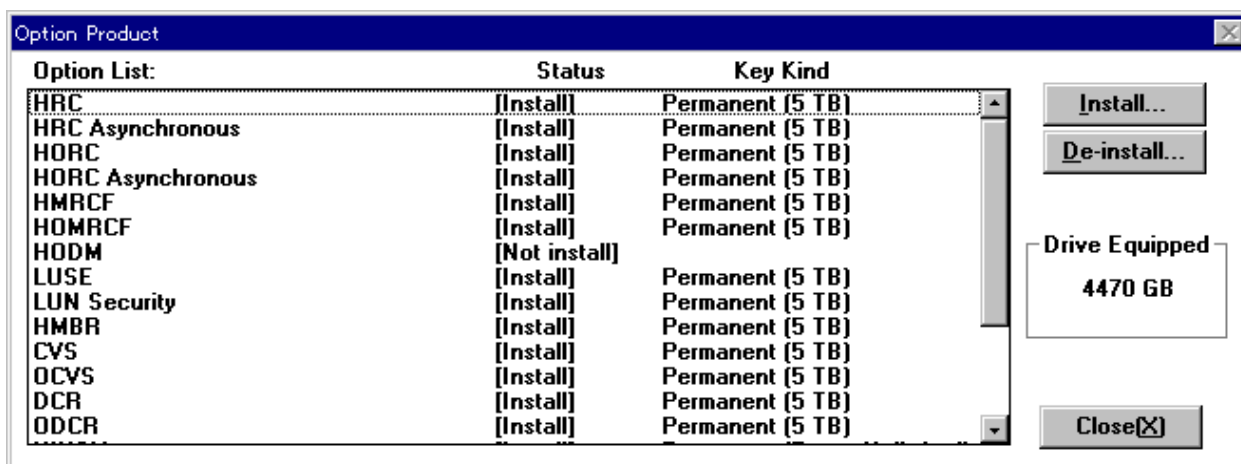 Option Product
Option List: Status Key Kind
HRC [Install] Permanent (5 TB)
HRC Asynchronous [Install] Permanent (5 TB)
HORC [Install] Permanent (5 TB)
HORC Asynchronous [Install] Permanent (5 TB)
HMRCF [Install] Permanent (5 TB)
HOMRCF [Install] Permanent (5 TB)
HODM [Not install]
LUSE [Install] Permanent (5 TB)
LUN Security [Install] Permanent (5 TB)
HMBR [Install] Permanent (5 TB)
CVS [Install] Permanent (5 TB)
OCVS [Install] Permanent (5 TB)
DCR [Install] Permanent (5 TB)
ODCR [Install] Permanent (5 TB)
Install...
De-install...
Drive Equipped
4470 GB
Close(X)